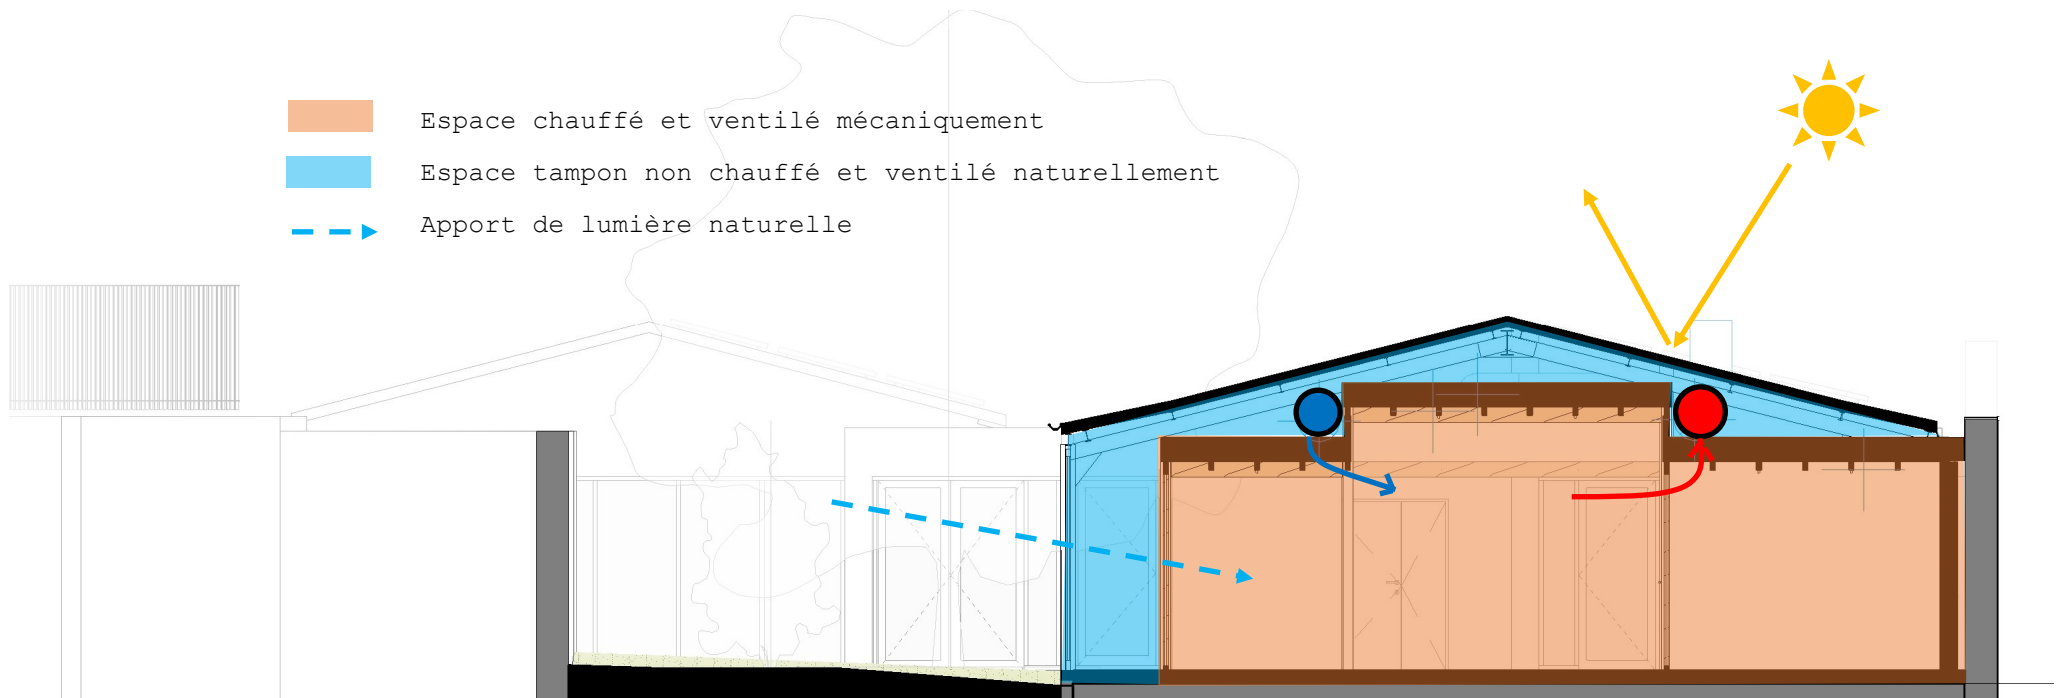 Espace chauffé et ventilé mécaniquement
Espace tampon non chauffé et ventilé naturellement
Apport de lumière naturelle